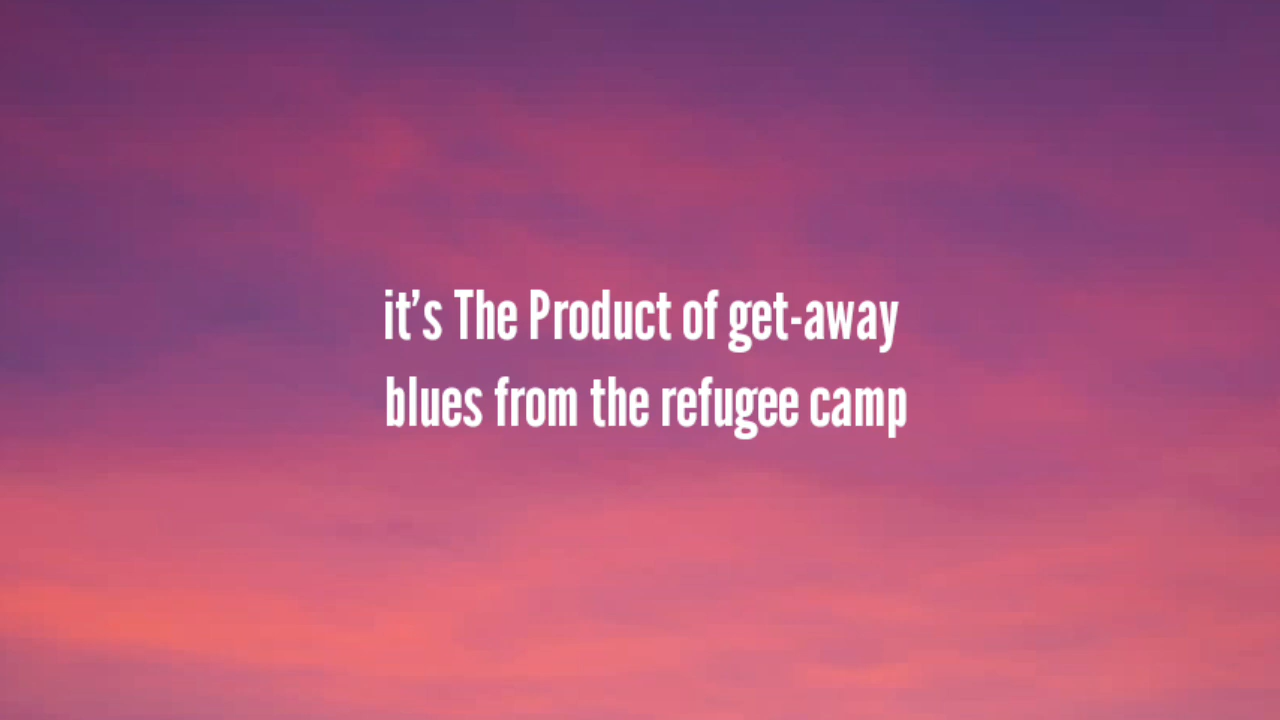 it’s The Product of get-away
blues from the refugee camp